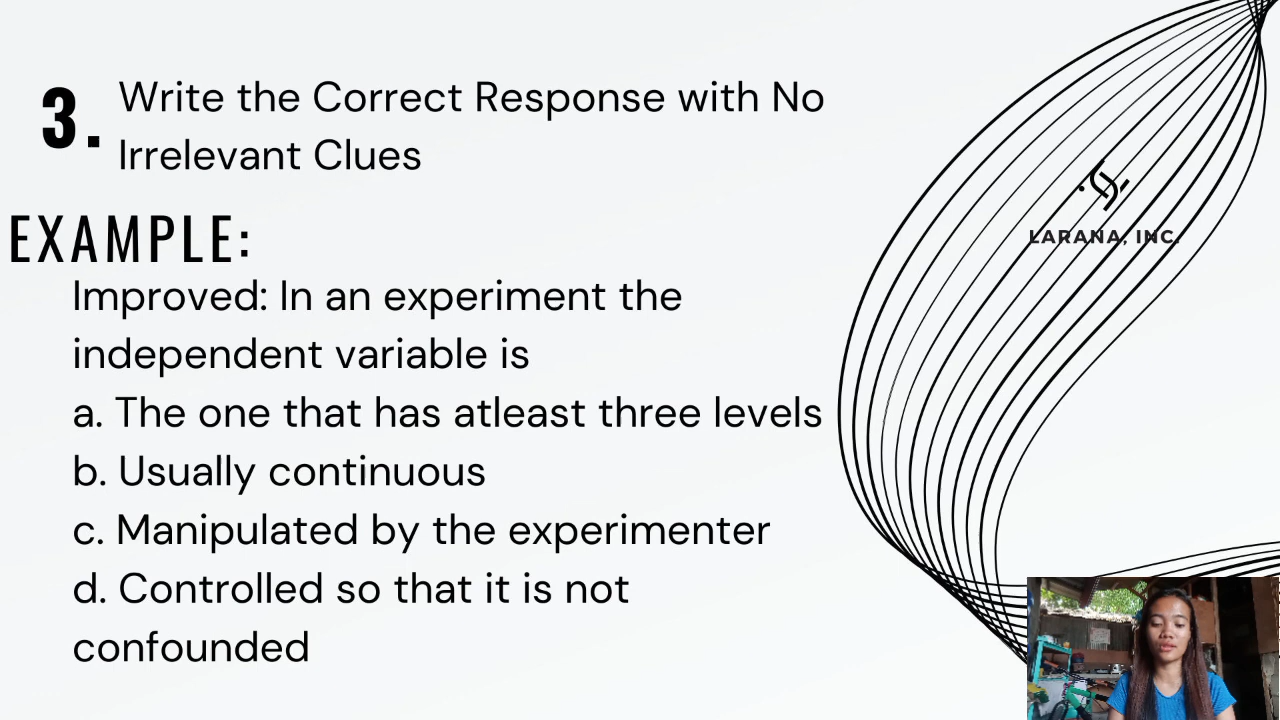 3. Write the Correct Response with No
Irrelevant Clues
LARANA, INC.
EXAMPLE:
Improved: In an experiment the
independent variable is
a. The one that has atleast three levels
b. Usually continuous
c. Manipulated by the experimenter
d. Controlled so that it is not
confounded